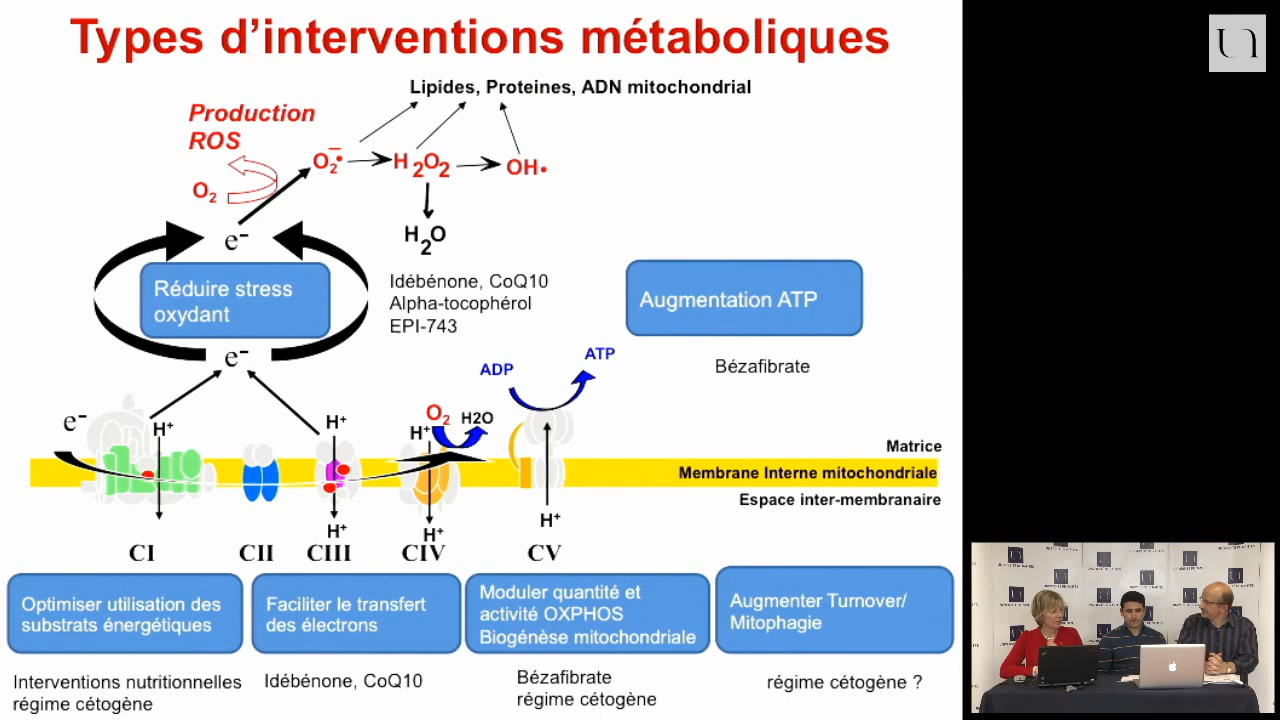 Types d'interventions métaboliques
Lipides, Proteines, ADN mitochondrial
Production
ROS
O2
O2−•
H2O2
OH•
H2O
e-
Réduire stress
oxydant
Idébénone, CoQ10
Alpha-tocophérol
EPI-743
Augmentation ATP
Bézafibrate
e-
ADP
ATP
e-
H+
H+
H+
O2
H2O
Matrice
Membrane Interne mitochondriale
Espace inter-membranaire
H+
H+
H+
CI
CII
CIII
CIV
CV
Optimiser utilisation des
substrats énergétiques
Faciliter le transfert
des électrons
Moduler quantité et
activité OXPHOS
Biogénèse mitochondriale
Augmenter Turnover/
Mitophagie
Interventions nutritionnelles
régime cétogène
Idébénone, CoQ10
Bézafibrate
régime cétogène
régime cétogène ?